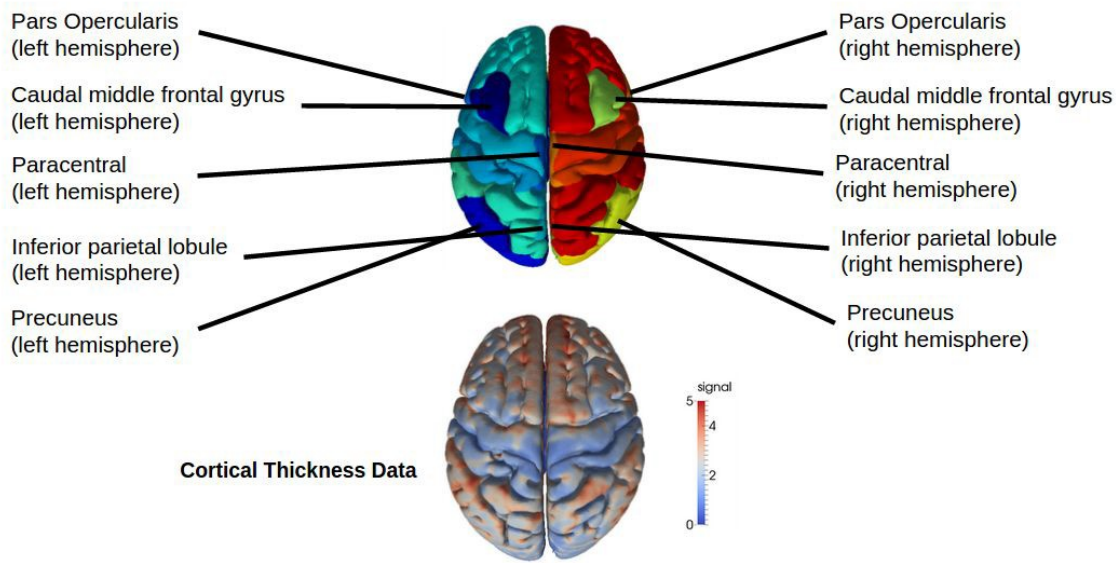 Pars Opercularis
(left hemisphere)
Caudal middle frontal gyrus
(left hemisphere)
Paracentral
(left hemisphere)
Inferior parietal lobule
(left hemisphere)
Precuneus
(left hemisphere)
Pars Opercularis
(right hemisphere)
Caudal middle frontal gyrus
(right hemisphere)
Paracentral
(right hemisphere)
Inferior parietal lobule
(right hemisphere)
Precuneus
(right hemisphere)
Cortical Thickness Data
signal
5
4
2
0